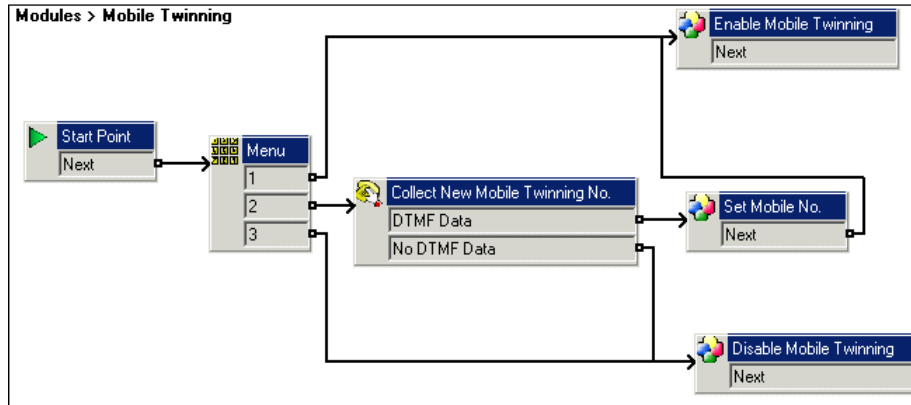 Modules > Mobile Twinning
Enable Mobile Twinning
Next
Start Point
Next
Menu
1
2
3
Collect New Mobile Twinning No.
DTMF Data
No DTMF Data
Set Mobile No.
Next
Disable Mobile Twinning
Next